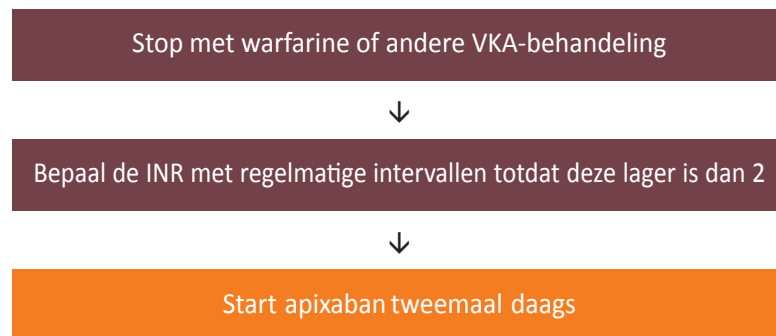 Stop met warfarine of andere VKA-behandeling
↓
Bepaal de INR met regelmatige intervallen totdat deze lager is dan 2
↓
Start apixaban tweemaal daags